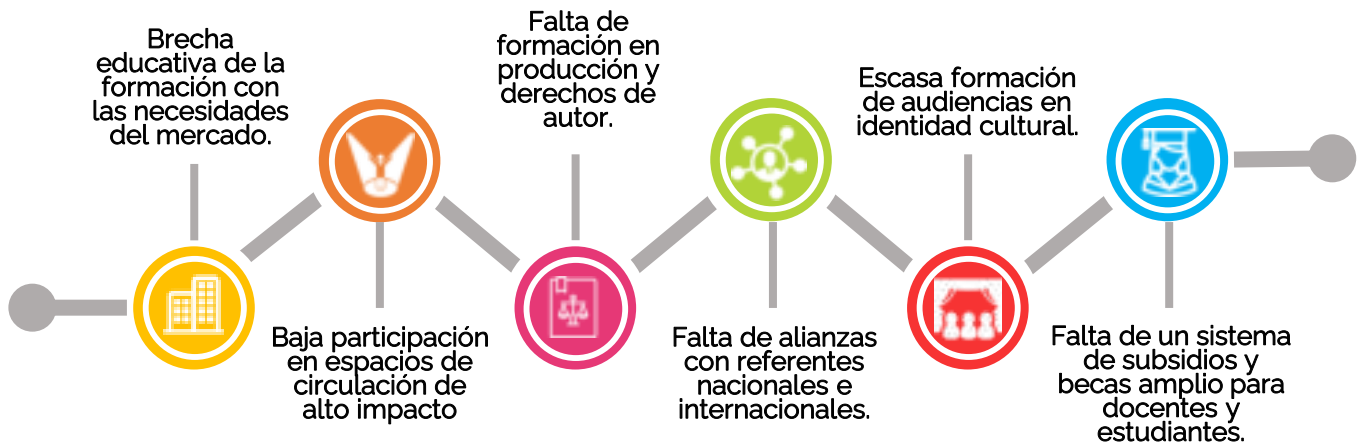 Brecha
educativa de la
formación con
las necesidades
del mercado.
Baja participación
en espacios de
circulación de
alto impacto
Falta de
formación en
producción y
derechos de
autor.
Falta de alianzas
con referentes
nacionales e
internacionales.
Escasa formación
de audiencias en
identidad cultural.
Falta de un sistema
de subsidios y
becas amplio para
docentes y
estudiantes.